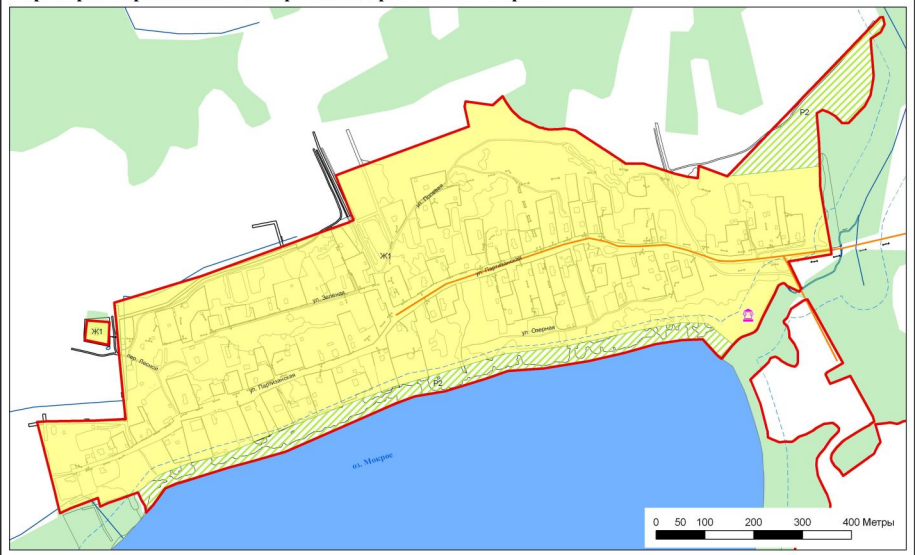 Р2
ул. Полевая
Ж1
ул. Партизанская
ул. Зеленая
Ж1
ул. Озерная
пер. Лесной
ул. Партизанская
Р2
оз. Мокрое
0 50 100 200 300 400 Метры